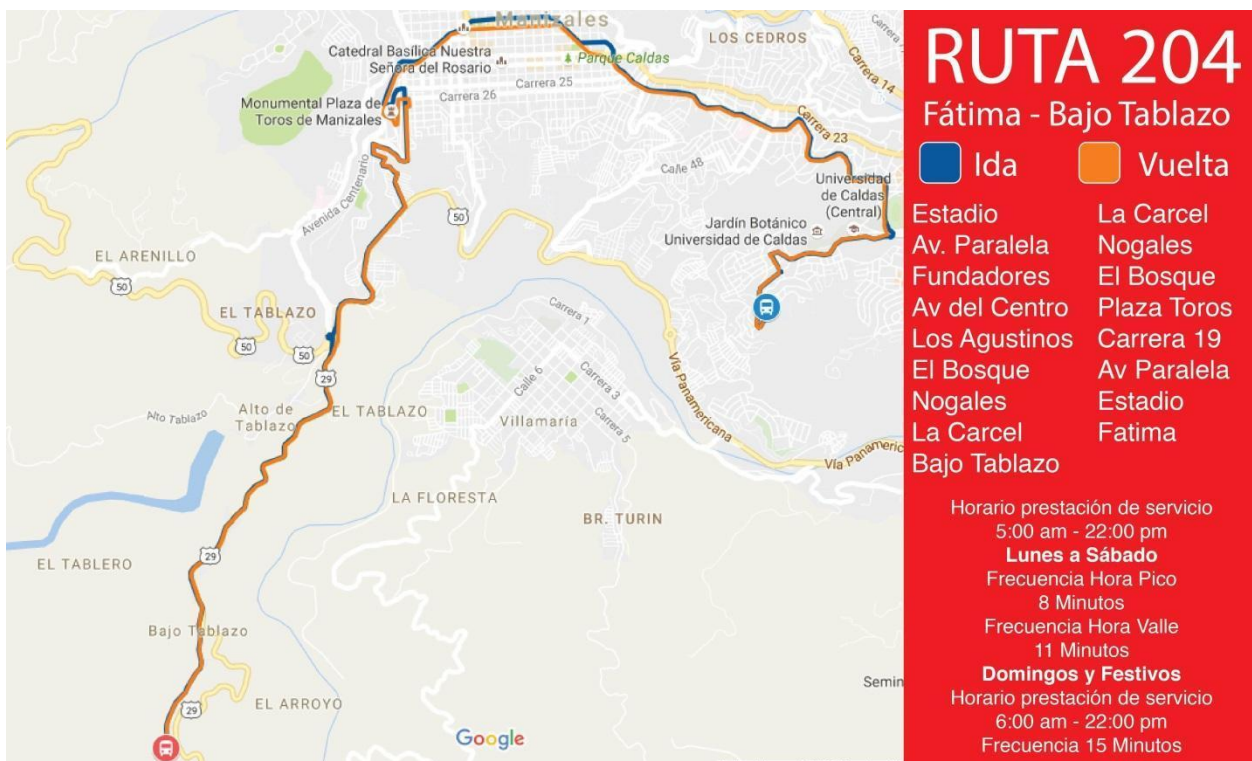 Manizales
LOS CEDROS
Catedral Basílica Nuestra
Señora del Rosario
Parque Caldas
Carrera 14
Monumental Plaza de
Toros de Manizales
Carrera 26
Carrera 25
Carrera 23
Calle 48
Avenida Centenario
Universidad
de Caldas
(Central)
50
Jardín Botánico
Universidad de Caldas
EL ARENILLO
50
EL TABLAZO
50
50
29
Carrera 1
Calle 6
Carrera 3
Carrera 5
Vía Panamericana
Alto Tablazo
Alto de
Tablazo
EL TABLAZO
Villamaría
Vía Panameric
LA FLORESTA
BR. TURIN
29
EL TABLERO
Bajo Tablazo
Semin
29
EL ARROYO
Google
RUTA 204
Fátima - Bajo Tablazo
Ida
Vuelta
Estadio
Av. Paralela
Fundadores
Av del Centro
Los Agustinos
El Bosque
Nogales
La Carcel
Bajo Tablazo
La Carcel
Nogales
El Bosque
Plaza Toros
Carrera 19
Av Paralela
Estadio
Fatima
Horario prestación de servicio
5:00 am - 22:00 pm
Lunes a Sábado
Frecuencia Hora Pico
8 Minutos
Frecuencia Hora Valle
11 Minutos
Domingos y Festivos
Horario prestación de servicio
6:00 am - 22:00 pm
Frecuencia 15 Minutos